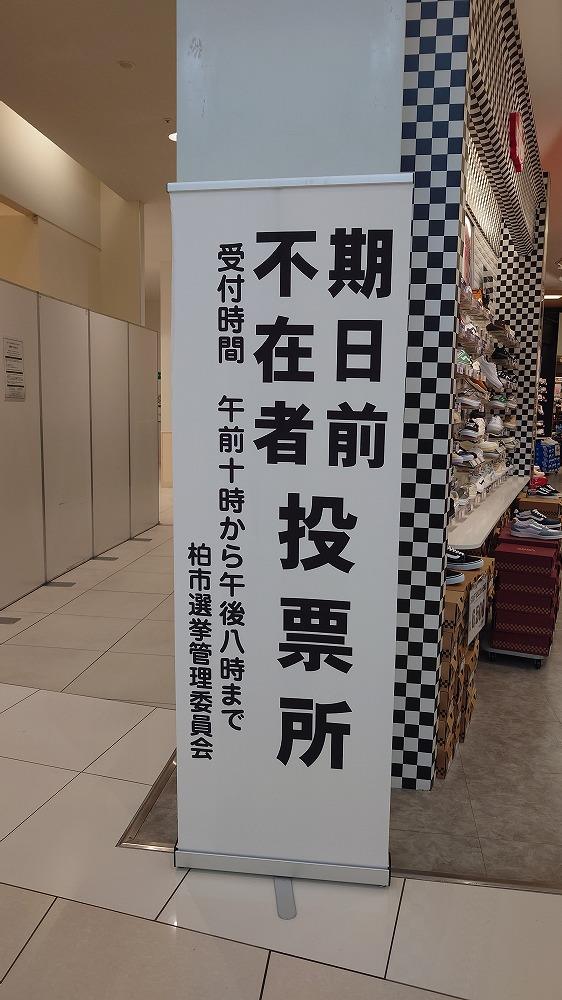 期日前
不在者
投票所
受付時間 午前十時から午後八時まで
柏市選挙管理委員会